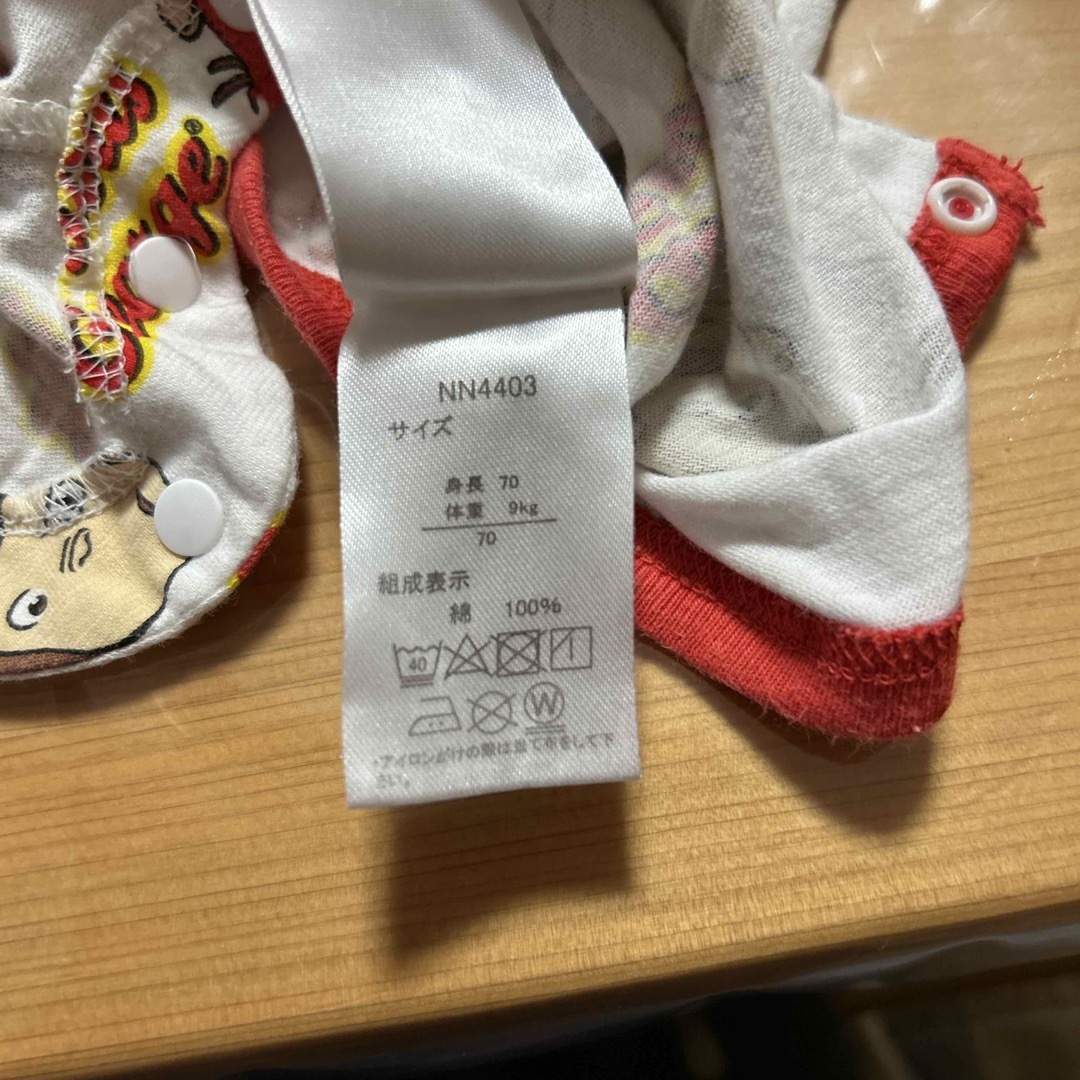 NN4403
サイズ
身長 70
体重 9kg
70
組成表示
綿 100%
40
W
・アイロンがけの際は当て布をして下
さい。